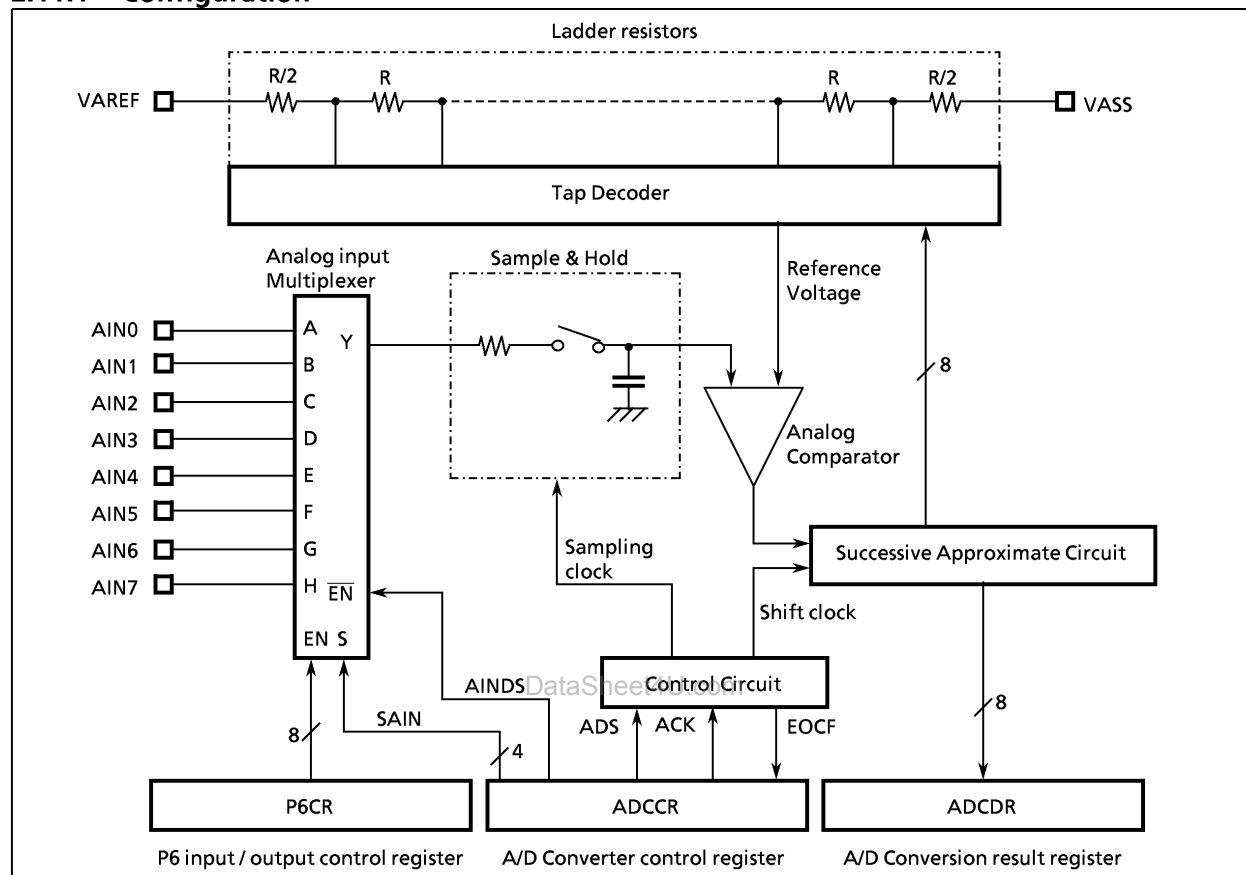 Ladder resistors
R/2
R
R
R/2
VAREF
VASS
Tap Decoder
Analog input
Multiplexer
Sample & Hold
Reference
Voltage
AIN0
AIN1
AIN2
AIN3
AIN4
AIN5
AIN6
AIN7
A
B
C
D
E
F
G
H
Y
EN
EN S
8
Analog
Comparator
Sampling
clock
Successive Approximate Circuit
Shift clock
Control Circuit
DataSheet4U.com
AINDS
SAIN
8
4
ADS
ACK
EOCF
8
P6CR
ADCCR
ADCDR
P6 input / output control register
A/D Converter control register
A/D Conversion result register